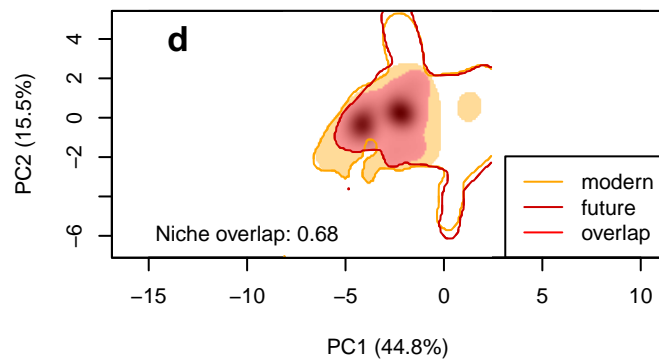 d
PC2 (15.5%)
4
2
0
−2
−6
Niche overlap: 0.68
modern
future
overlap
−15
−10
−5
0
5
10
PC1 (44.8%)